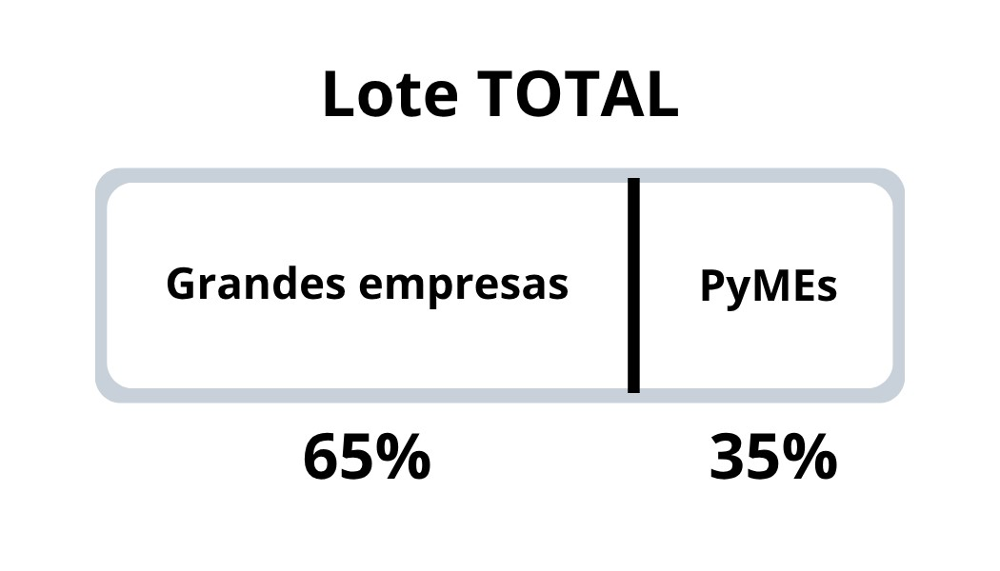 Lote TOTAL
Grandes empresas
PyMEs
65%
35%